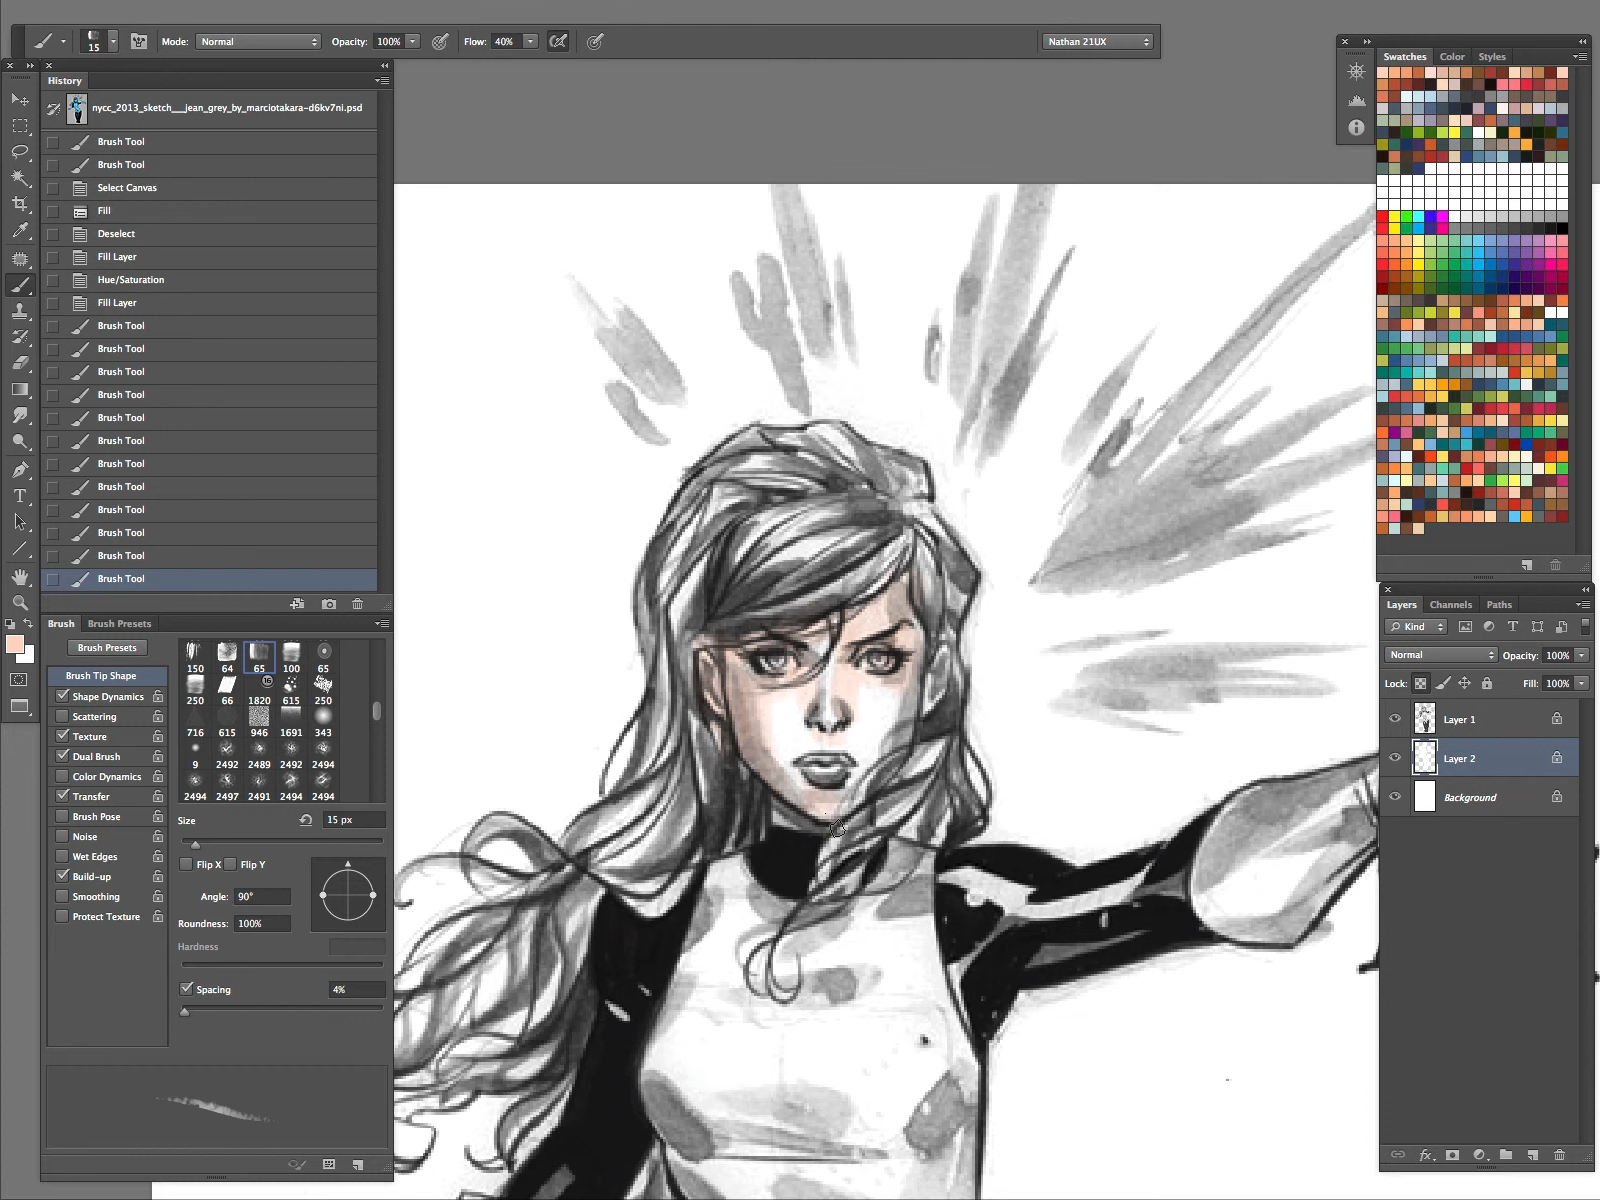 15
Mode: Normal
Opacity: 100%
Flow: 40%
Nathan 21UX
History
nycc_2013_sketch___jean_grey_by_marciotakara-d6kv7ni.psd
Brush Tool
Brush Tool
Select Canvas
Fill
Deselect
Fill Layer
Hue/Saturation
Fill Layer
Brush Tool
Brush Tool
Brush Tool
Brush Tool
Brush Tool
Brush Tool
Brush Tool
Brush Tool
Brush Tool
Brush Tool
Brush Tool
Brush Tool
Brush Brush Presets
Brush Presets
Brush Tip Shape
Shape Dynamics
Scattering
Texture
Dual Brush
Color Dynamics
Transfer
Brush Pose
Noise
Wet Edges
Build-up
Smoothing
Protect Texture
150 64 65 100 65
16
250 66 1820 615 250
716 615 946 1691 343
9 2492 2489 2492 2494
2494 2497 2491 2494 2494
Size 15 px
Flip X Flip Y
Angle: 90°
Roundness: 100%
Hardness
Spacing 4%
Swatches Color Styles
Layers Channels Paths
Kind
Normal Opacity: 100%
Lock: Fill: 100%
Layer 1
Layer 2
Background
fx